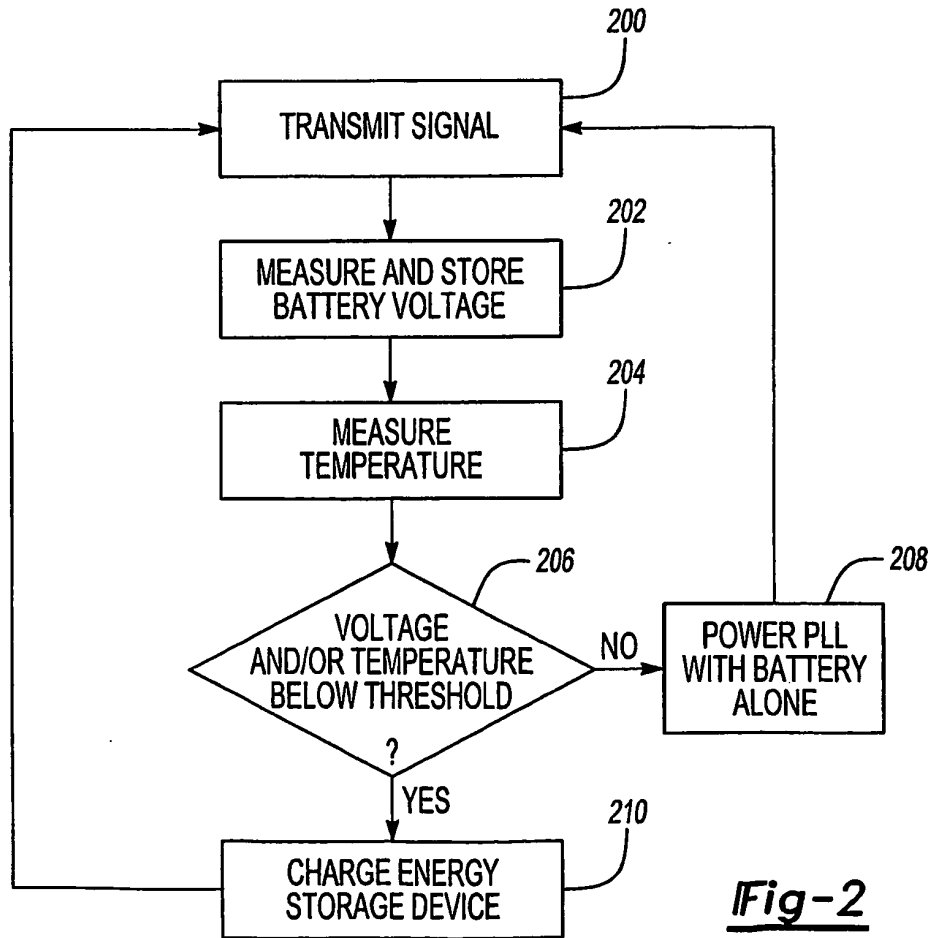 200
TRANSMIT SIGNAL
202
MEASURE AND STORE
BATTERY VOLTAGE
204
MEASURE
TEMPERATURE
206
VOLTAGE
AND/OR TEMPERATURE
BELOW THRESHOLD
?
NO
208
POWER PLL
WITH BATTERY
ALONE
YES
210
CHARGE ENERGY
STORAGE DEVICE
Fig-2